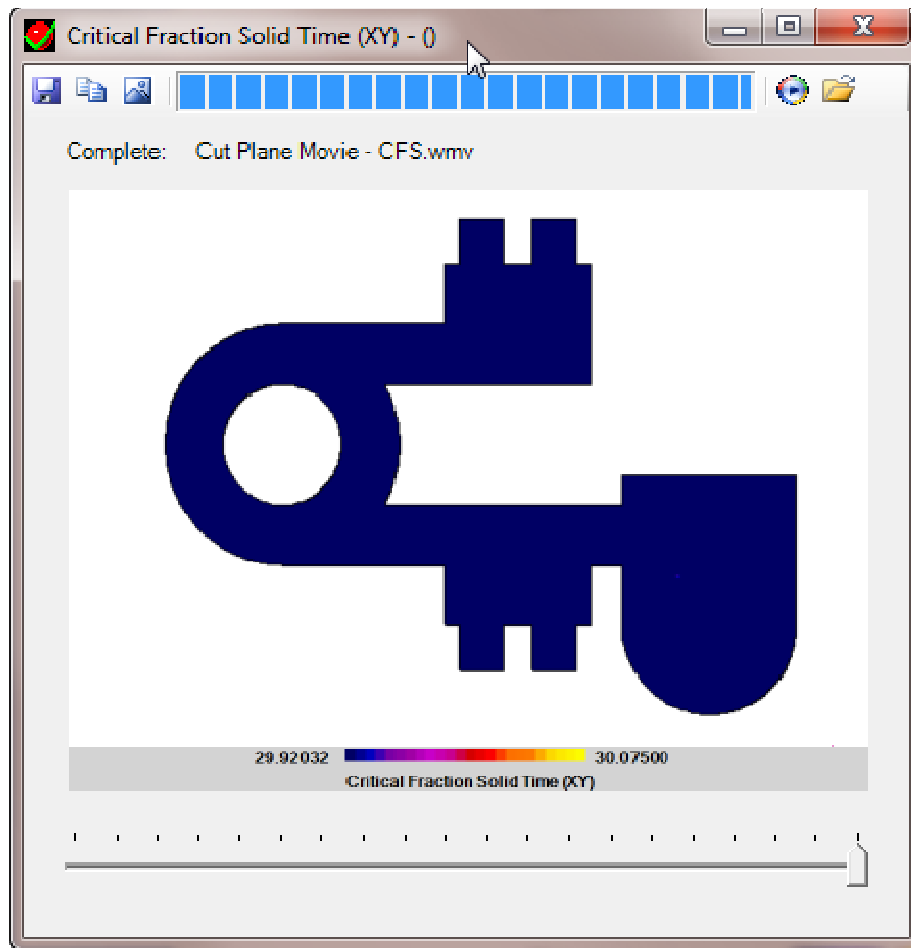 Critical Fraction Solid Time (XY) - ()
Complete: Cut Plane Movie - CFS.wmv
29.92032 30.07500
Critical Fraction Solid Time (XY)